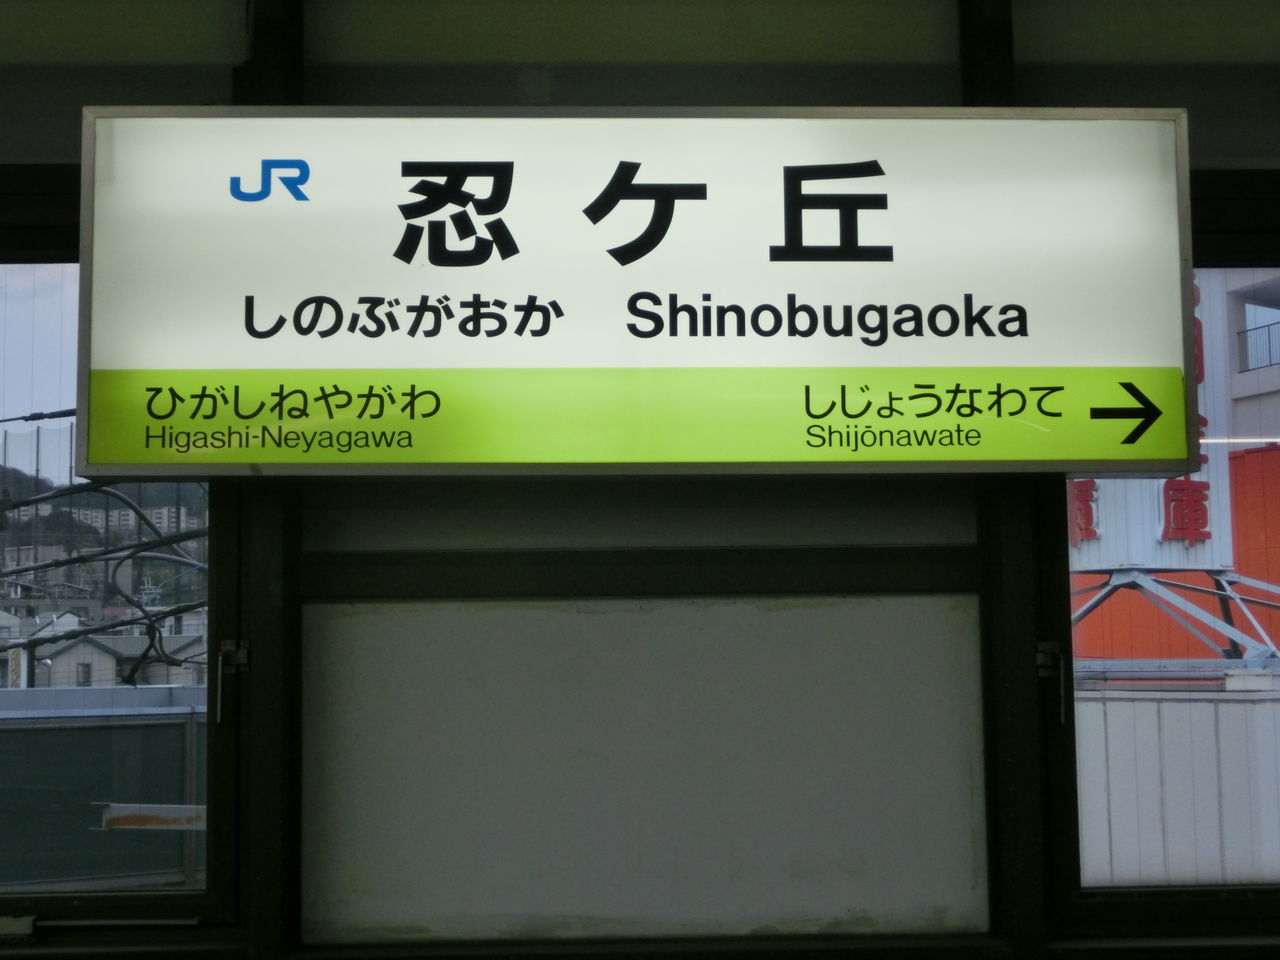 JR 忍ケ丘
しのぶがおか Shinobugaoka
ひがしねやがわ しじょうなわて →
Higashi-Neyagawa Shijōnawate
庫